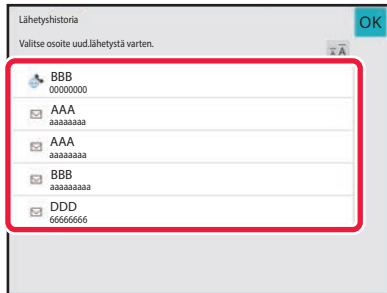 Lähetyshistoria
OK
Valitse osoite uud.lähetystä varten.
A A
BBB
00000000
AAA
aaaaaaaa
AAA
aaaaaaaa
BBB
aaaaaaaaa
DDD
66666666